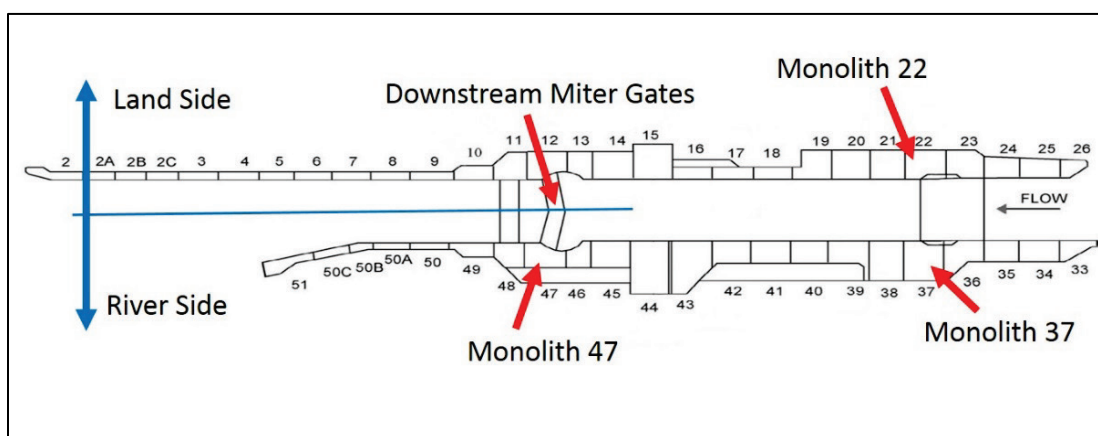 Monolith 22
Downstream Miter Gates
Land Side
2 2A 2B 2C 3 4 5 6 7 8 9 10 11 12 13 14 15 16 17 18 19 20 21 22 23 24 25 26
FLOW
51 50C 50B 50A 50 49 48 47 46 45 44 43 42 41 40 39 38 37 36 35 34 33
River Side
Monolith 47
Monolith 37